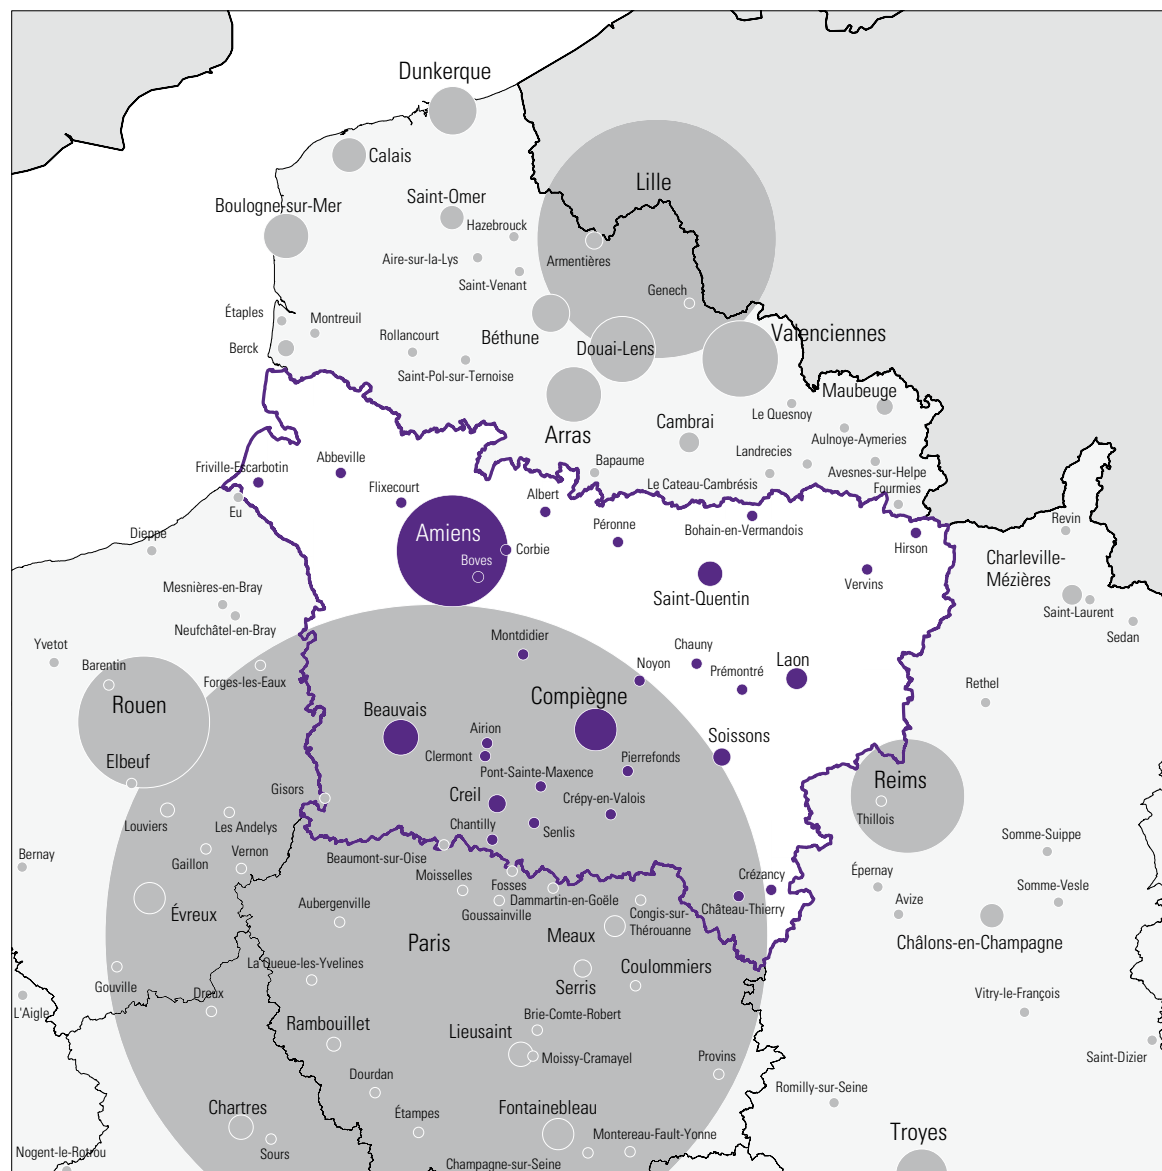 Dunkerque
Calais
Lille
Saint-Omer
Boulogne-sur-Mer
Hazebrouck
Armentières
Aire-sur-la-Lys
Saint-Venant
Genech
Étaples
Montreuil
Rollancourt
Béthune
Valenciennes
Berck
Douai-Lens
Saint-Pol-sur-Ternoise
Maubeuge
Le Quesnoy
Cambrai
Arras
Aulnoye-Aymeries
Landrecies
Abbeville
Bapaume
Friville-Escarbotin
Avesnes-sur-Helpe
Le Cateau-Cambrésis
Flixecourt
Fourmies
Albert
Eu
Péronne
Revin
Bohain-en-Vermandois
Dieppe
Amiens
Hirson
Corbie
Boves
Charleville-
Mézières
Vervins
Mesnières-en-Bray
Saint-Quentin
Saint-Laurent
Neufchâtel-en-Bray
Montdidier
Sedan
Yvetot
Chauny
Barentin
Noyon
Laon
Prémontré
Forges-les-Eaux
Rethel
Compiègne
Rouen
Beauvais
Airion
Soissons
Clermont
Pierrefonds
Elbeuf
Pont-Sainte-Maxence
Reims
Gisors
Creil
Crépy-en-Valois
Thillois
Louviers
Les Andelys
Chantilly
Senlis
Somme-Suippe
Bernay
Gaillon
Vernon
Beaumont-sur-Oise
Moisselles
Fosses
Crézancy
Épernay
Somme-Vesle
Aubergenville
Goussainville
Dammartin-en-Goële
Château-Thierry
Avize
Évreux
Congis-sur-
Thérouanne
Paris
Meaux
Châlons-en-Champagne
La Queue-les-Yvelines
Coulommiers
Gouville
Dreux
Serris
Vitry-le-François
L'Aigle
Brie-Comte-Robert
Rambouillet
Lieusaint
Moissy-Cramayel
Provins
Saint-Dizier
Dourdan
Romilly-sur-Seine
Chartres
Étampes
Fontainebleau
Troyes
Montereau-Fault-Yonne
Nogent-le-Rotrou
Sours
Champagne-sur-Seine